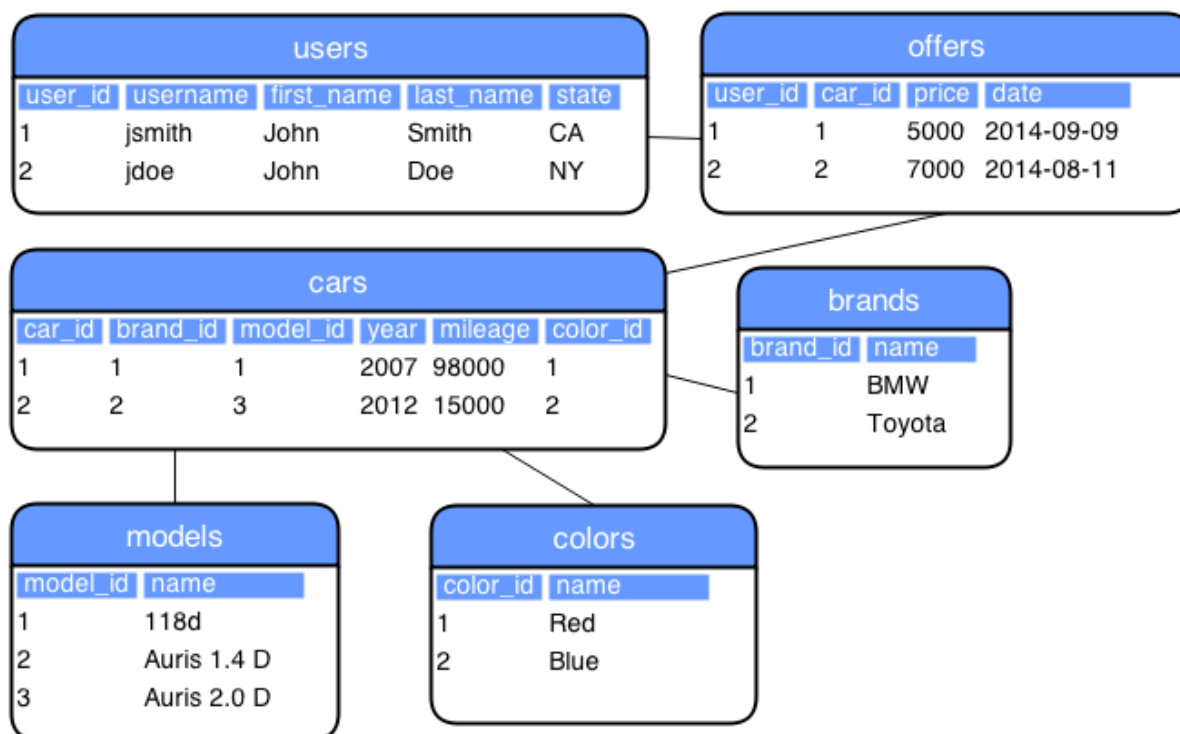 users
user_id username first_name last_name state
1 jsmith John Smith CA
2 jdoe John Doe NY
offers
user_id car_id price date
1 1 5000 2014-09-09
2 2 7000 2014-08-11
cars
car_id brand_id model_id year mileage color_id
1 1 1 2007 98000 1
2 2 3 2012 15000 2
brands
brand_id name
1 BMW
2 Toyota
models
model_id name
1 118d
2 Auris 1.4 D
3 Auris 2.0 D
colors
color_id name
1 Red
2 Blue